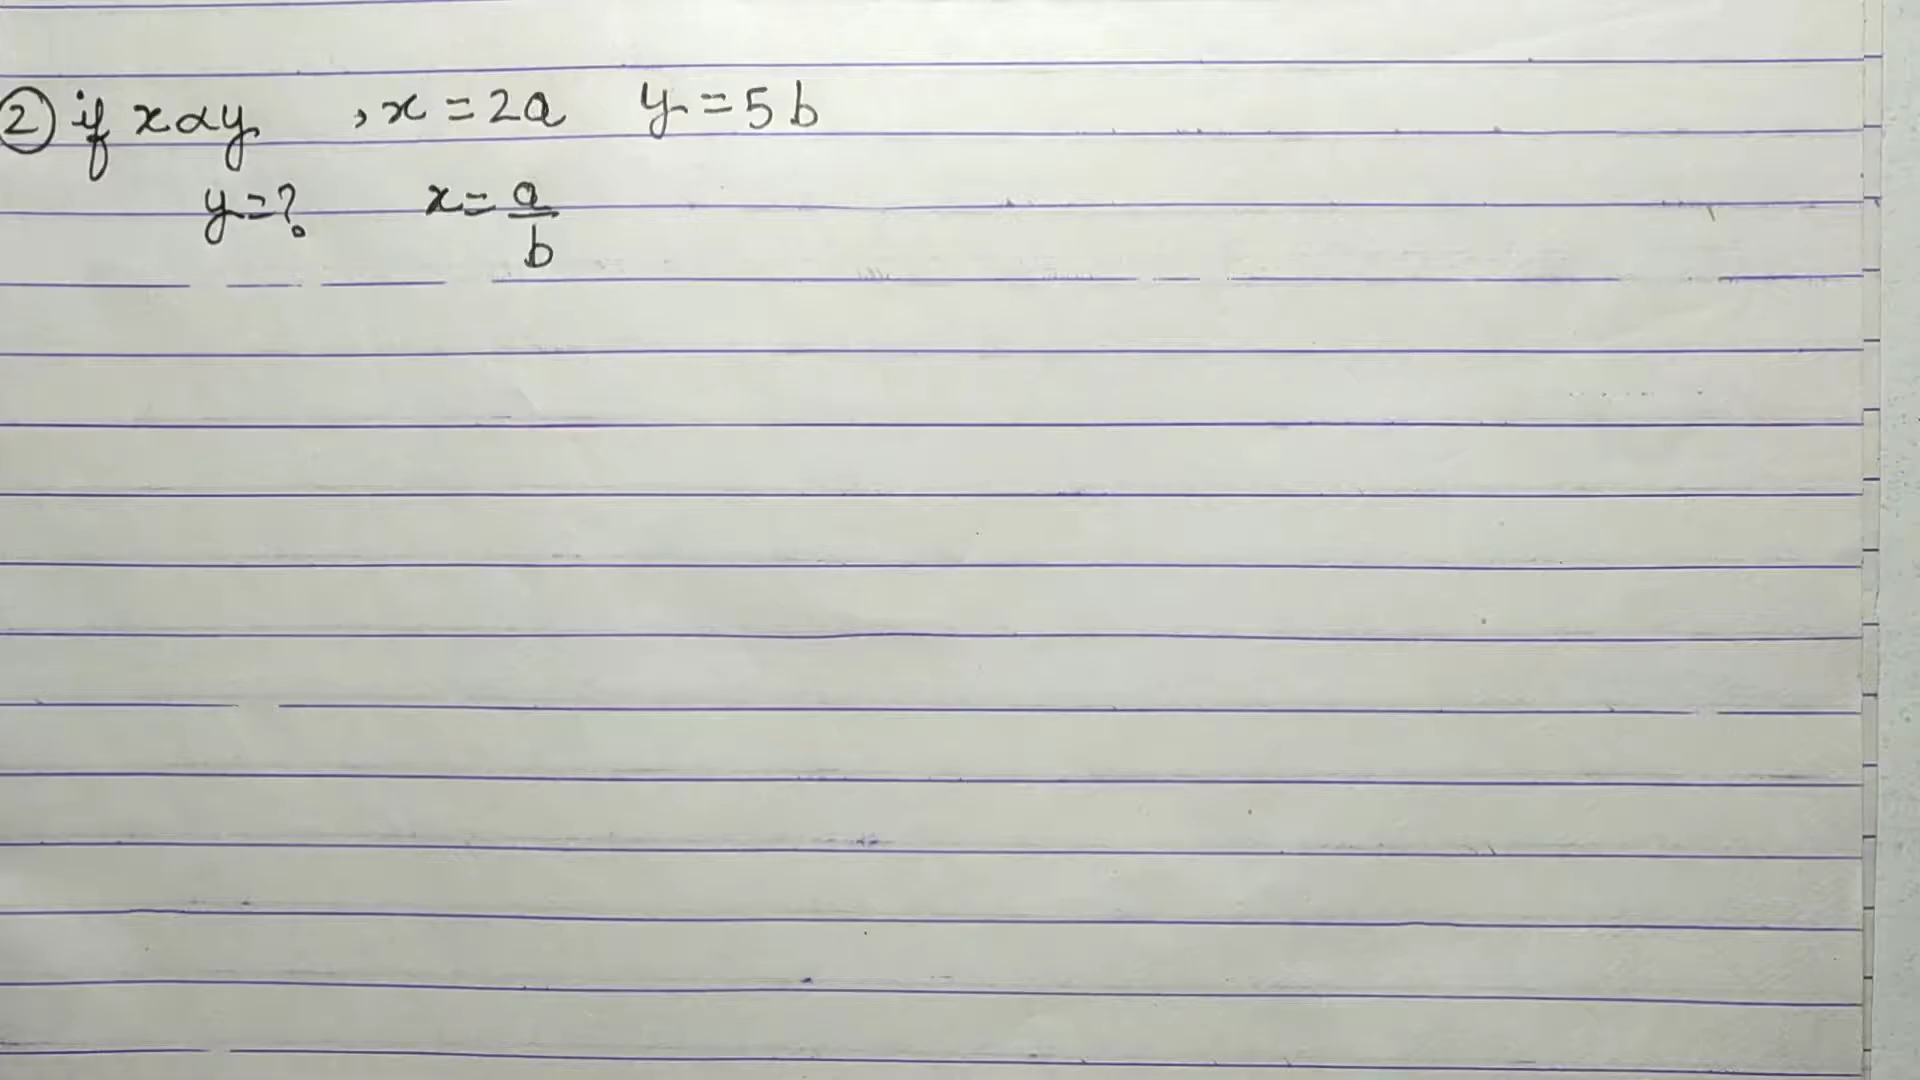 ② if x α y , x = 2a y = 5b
y = ? x = a/b